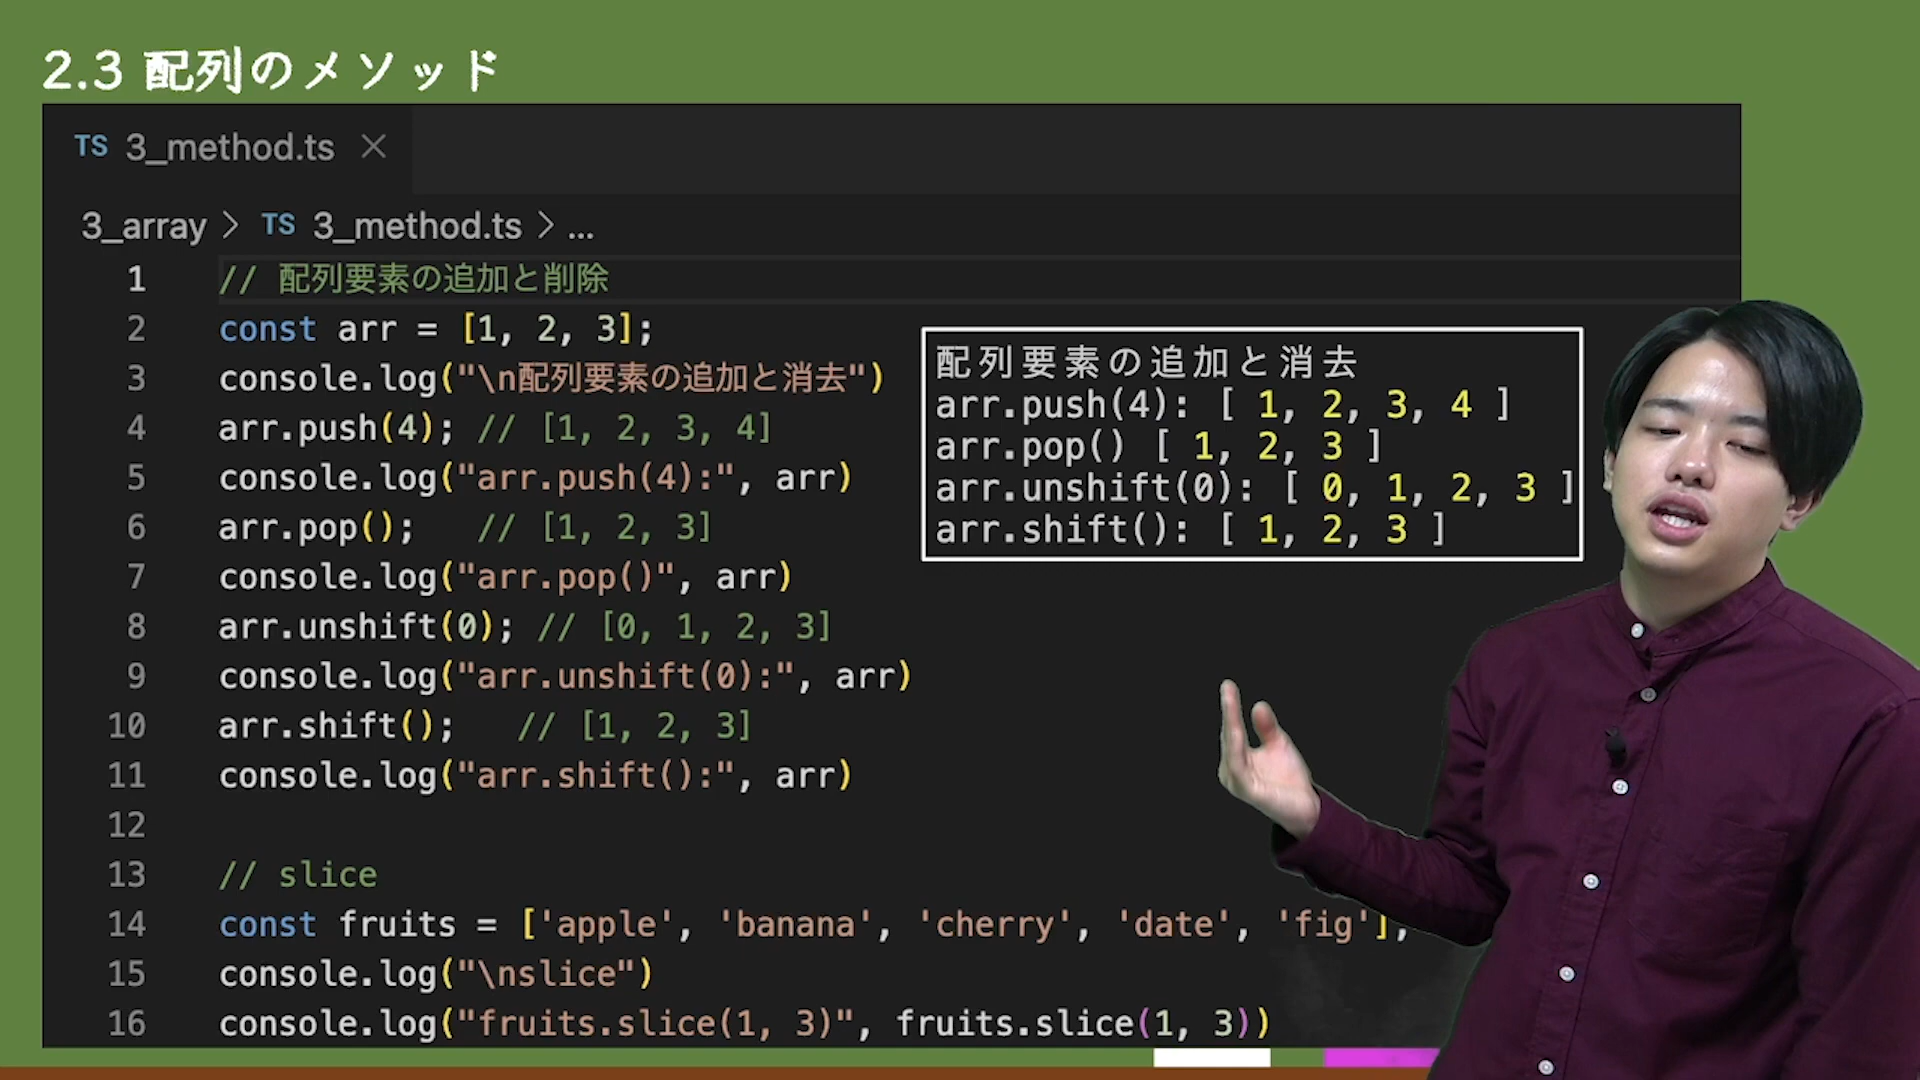 2.3 配列のメソッド
TS 3_method.ts ×
3_array > TS 3_method.ts > ...
1 // 配列要素の追加と削除
2 const arr = [1, 2, 3];
3 console.log("\n配列要素の追加と消去")
4 arr.push(4); // [1, 2, 3, 4]
5 console.log("arr.push(4):", arr)
6 arr.pop();   // [1, 2, 3]
7 console.log("arr.pop()", arr)
8 arr.unshift(0); // [0, 1, 2, 3]
9 console.log("arr.unshift(0):", arr)
10 arr.shift();   // [1, 2, 3]
11 console.log("arr.shift():", arr)
12
13 // slice
14 const fruits = ['apple', 'banana', 'cherry', 'date', 'fig'],
15 console.log("\nslice")
16 console.log("fruits.slice(1, 3)", fruits.slice(1, 3))
配列要素の追加と消去
arr.push(4): [ 1, 2, 3, 4 ]
arr.pop() [ 1, 2, 3 ]
arr.unshift(0): [ 0, 1, 2, 3 ]
arr.shift(): [ 1, 2, 3 ]